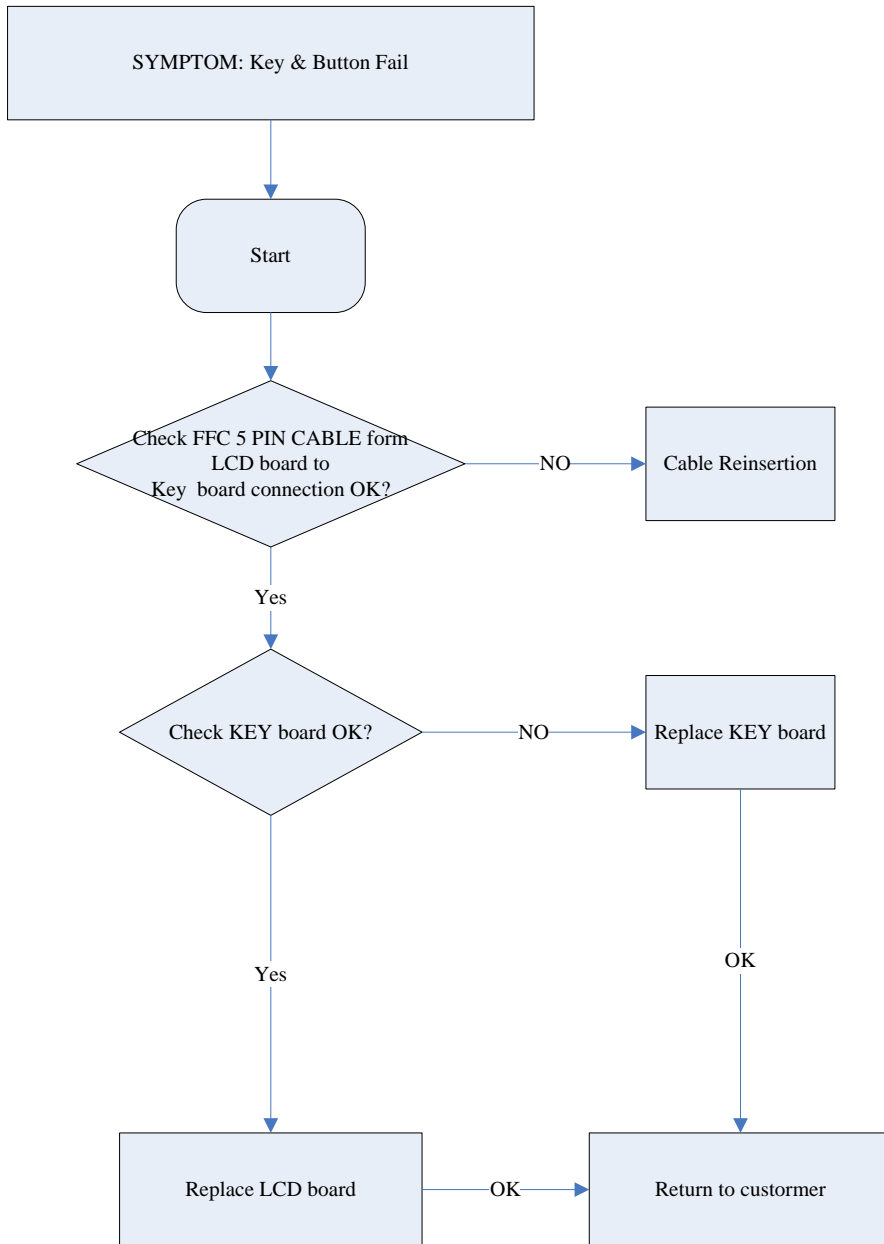 SYMPTOM: Key & Button Fail
Start
Check FFC 5 PIN CABLE form
LCD board to
Key board connection OK?
NO
Cable Reinsertion
Yes
Check KEY board OK?
NO
Replace KEY board
Yes
OK
Replace LCD board
OK
Return to custormer